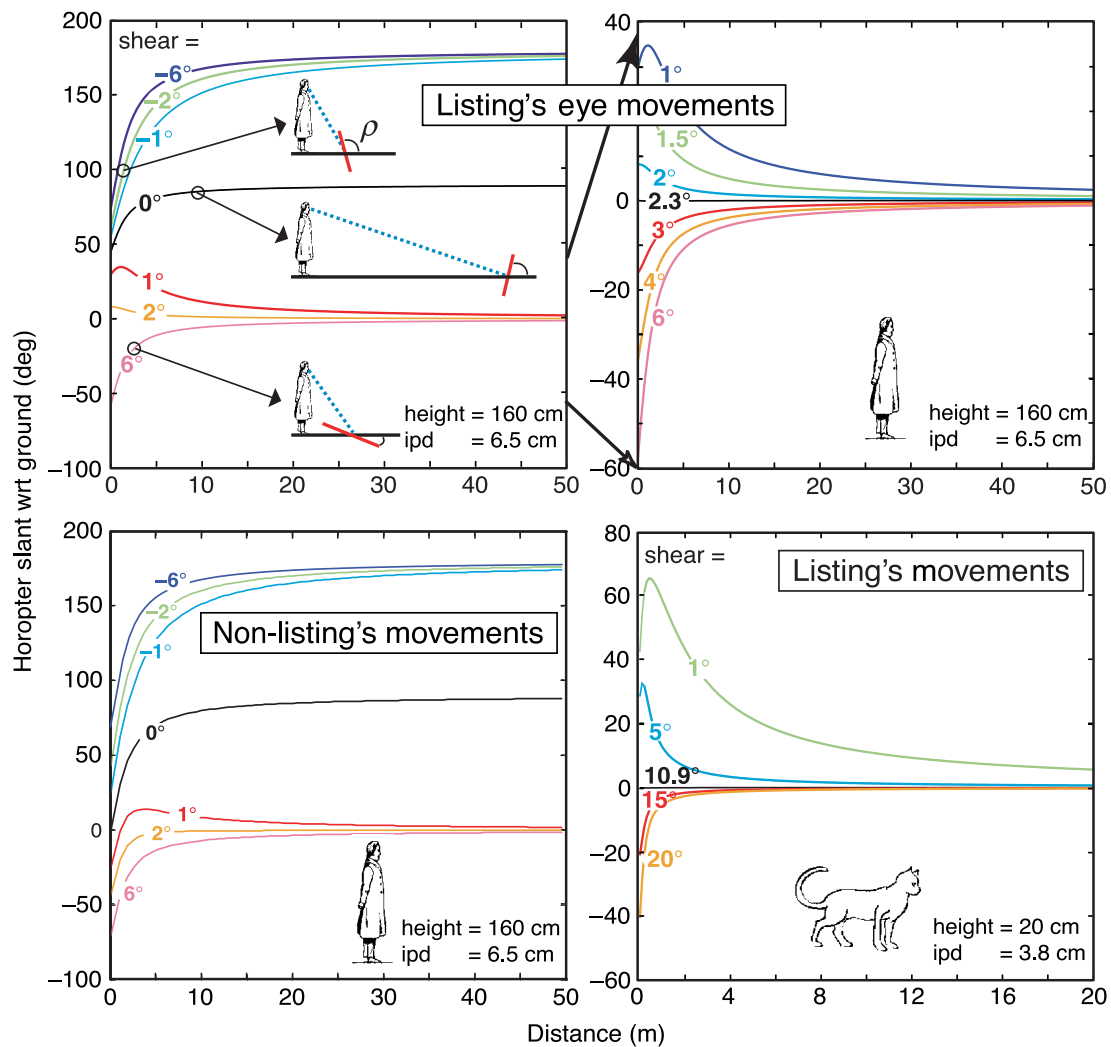 Horopter slant wrt ground (deg)
200
150
100
50
0
−50
−100
shear =
−6°
−2°
−1°
0°
1°
2°
6°
ρ
height = 160 cm
ipd = 6.5 cm
0 10 20 30 40 50
Listing's eye movements
40
20
0
−20
−40
−60
1°
1.5°
2°
2.3°
3°
4°
6°
height = 160 cm
ipd = 6.5 cm
0 5 10 20 30 40 50
200
150
100
50
0
−50
−100
−6°
−2°
−1°
Non-listing's movements
0°
1°
2°
6°
height = 160 cm
ipd = 6.5 cm
0 5 10 20 30 40 50
80
60
40
20
0
−20
−40
−60
shear =
Listing's movements
1°
5°
10.9°
15°
20°
height = 20 cm
ipd = 3.8 cm
0 2 4 8 12 16 20
Distance (m)